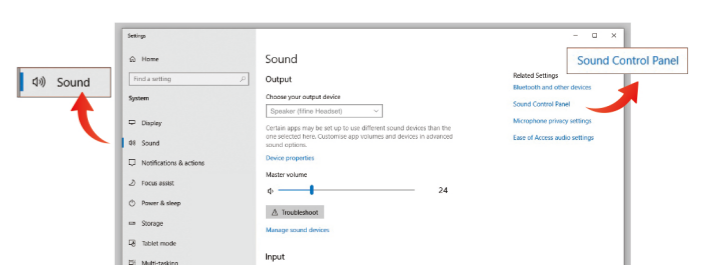 Settings
Home
Find a setting
System
Display
Sound
Notifications & actions
Focus assist
Power & sleep
Storage
Tablet mode
Multi-tasking
Sound
Sound
Output
Choose your output device
Speaker (Mine Headset)
Certain apps may be set up to use different sound devices than the
one selected here. Customise app volumes and devices in advanced
sound options.
Device properties
Master volume
24
Troubleshoot
Manage sound devices
Input
Sound Control Panel
Related Settings
Bluetooth and other devices
Sound Control Panel
Microphone privacy settings
Ease of Access audio settings